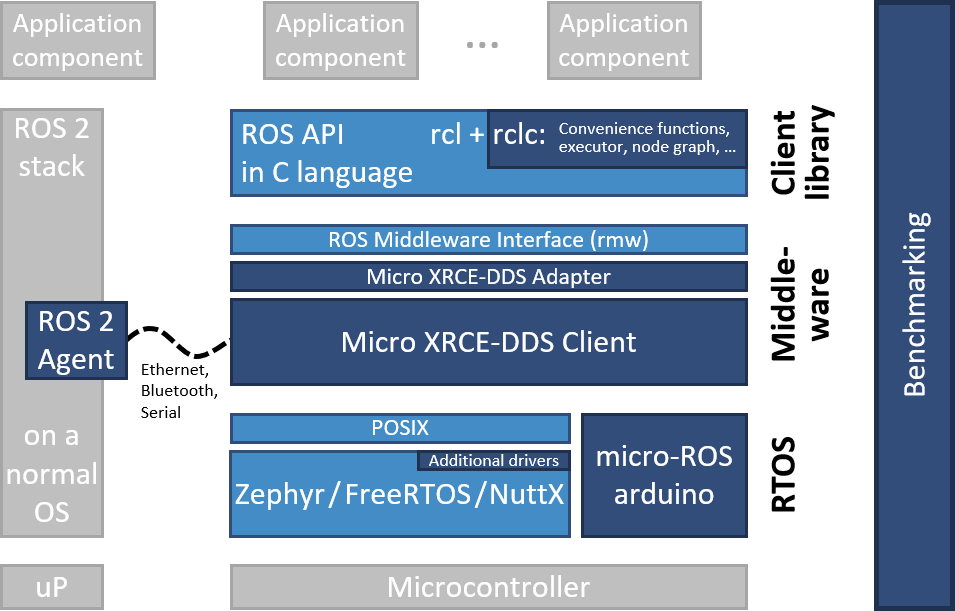 Application
component
Application
component
...
Application
component
ROS 2
stack
on a
normal
OS
uP
ROS 2
Agent
Ethernet,
Bluetooth,
Serial
ROS API
in C language
rcl + rclc:
Convenience functions,
executor, node graph, ...
Client
library
ROS Middleware Interface (rmw)
Micro XRCE-DDS Adapter
Micro XRCE-DDS Client
Middle-
ware
POSIX
Additional drivers
Zephyr/FreeRTOS/NuttX
micro-ROS
arduino
RTOS
Microcontroller
Benchmarking